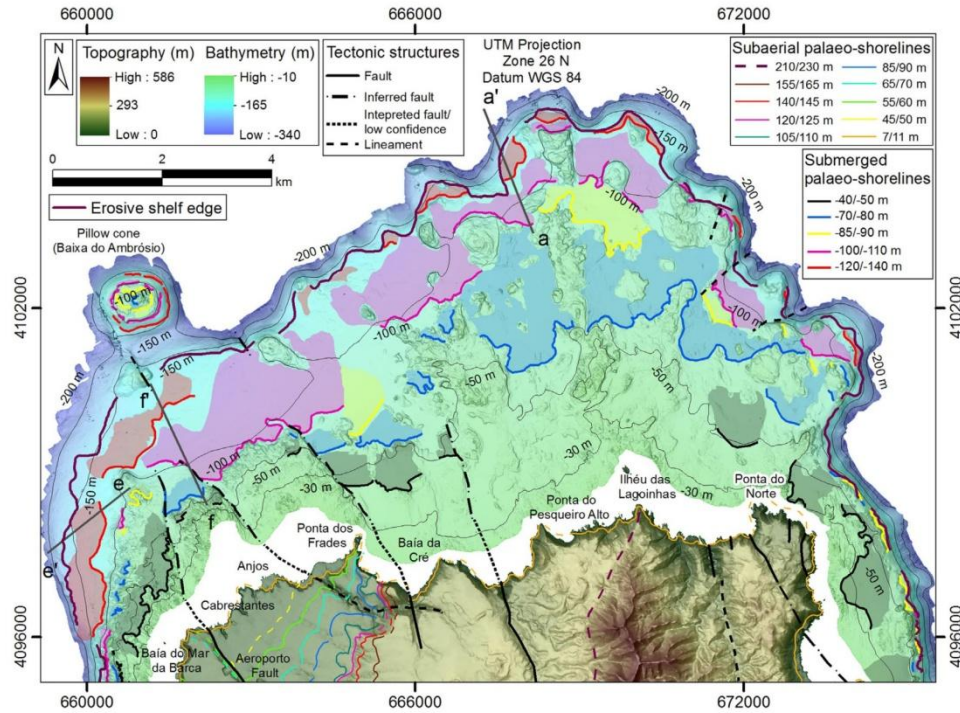 660000
666000
672000
N
Topography (m)
High : 586
293
Low : 0
Bathymetry (m)
High : -10
-165
Low : -340
Tectonic structures
Fault
Inferred fault
Intepreted fault/
low confidence
Lineament
UTM Projection
Zone 26 N
Datum WGS 84
Subaerial palaeo-shorelines
210/230 m
155/165 m
140/145 m
120/125 m
105/110 m
85/90 m
65/70 m
55/60 m
45/50 m
7/11 m
Submerged
palaeo-shorelines
-40/-50 m
-70/-80 m
-85/-90 m
-100/-110 m
-120/-140 m
0
2
4
km
Erosive shelf edge
Pillow cone
(Baixa do Ambrósio)
a'
a
-200 m
-150 m
-100 m
-200 m
-200 m
-100 m
-150 m
-150 m
-200 m
-100 m
-100 m
-200 m
4102000
4102000
-50 m
-50 m
f'
-100 m
-50 m
-30 m
-30 m
-30 m
e
-150 m
f
e'
Ilhéu das
Lagoinhas
Ponta do
Norte
Ponta do
Pesqueiro Alto
Ponta dos
Frades
Baía da
Cré
Anjos
Cabrestantes
-50 m
Baía do Mar
da Barca
Aeroporto
Fault
4096000
4096000
660000
666000
672000